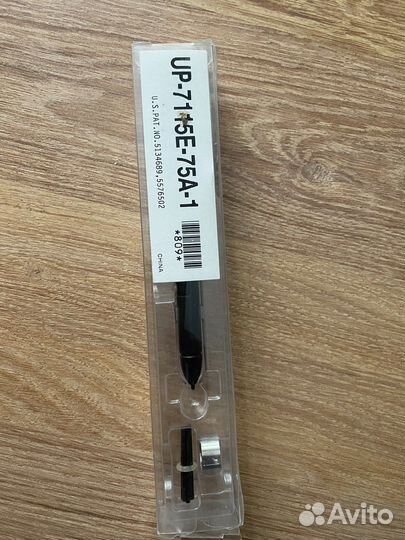 UP-7115E-75A-1
U.S.PAT.NO.5134689,5576502
*809*
CHINA
Avito